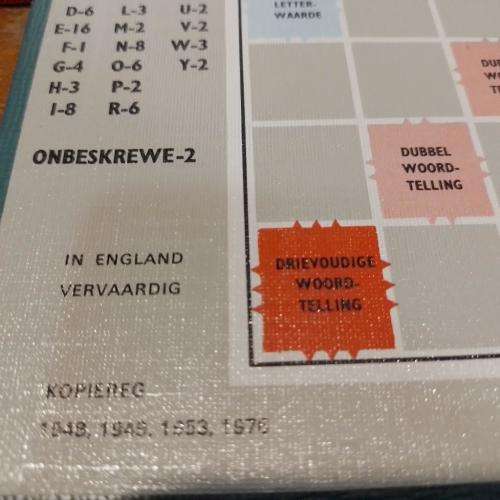 D-6 L-3 U-2
E-16 M-2 V-2
F-1 N-8 W-3
G-4 O-6 Y-2
H-3 P-2
I-8 R-6
ONBESKREWE-2
IN ENGLAND
VERVAARDIG
KOPIEREG
1948, 1949, 1953, 1976
LETTER-
WAARDE
DUBBEL
WOORD-
TELLING
DRIEVOUDIGE
WOORD-
TELLING